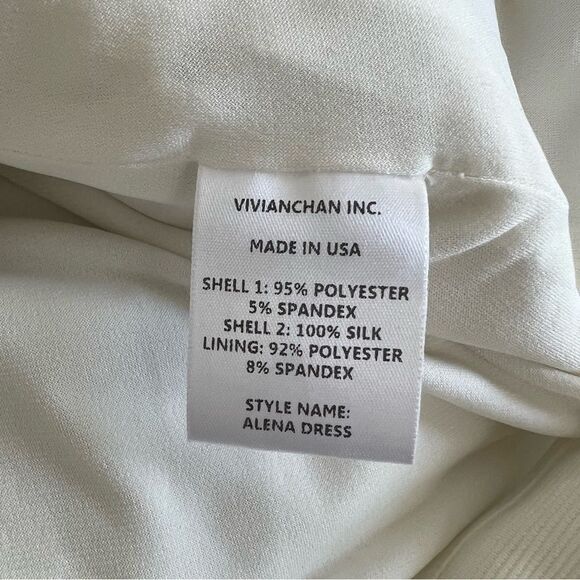 VIVIANCHAN INC.
MADE IN USA
SHELL 1: 95% POLYESTER
5% SPANDEX
SHELL 2: 100% SILK
LINING: 92% POLYESTER
8% SPANDEX
STYLE NAME:
ALENA DRESS